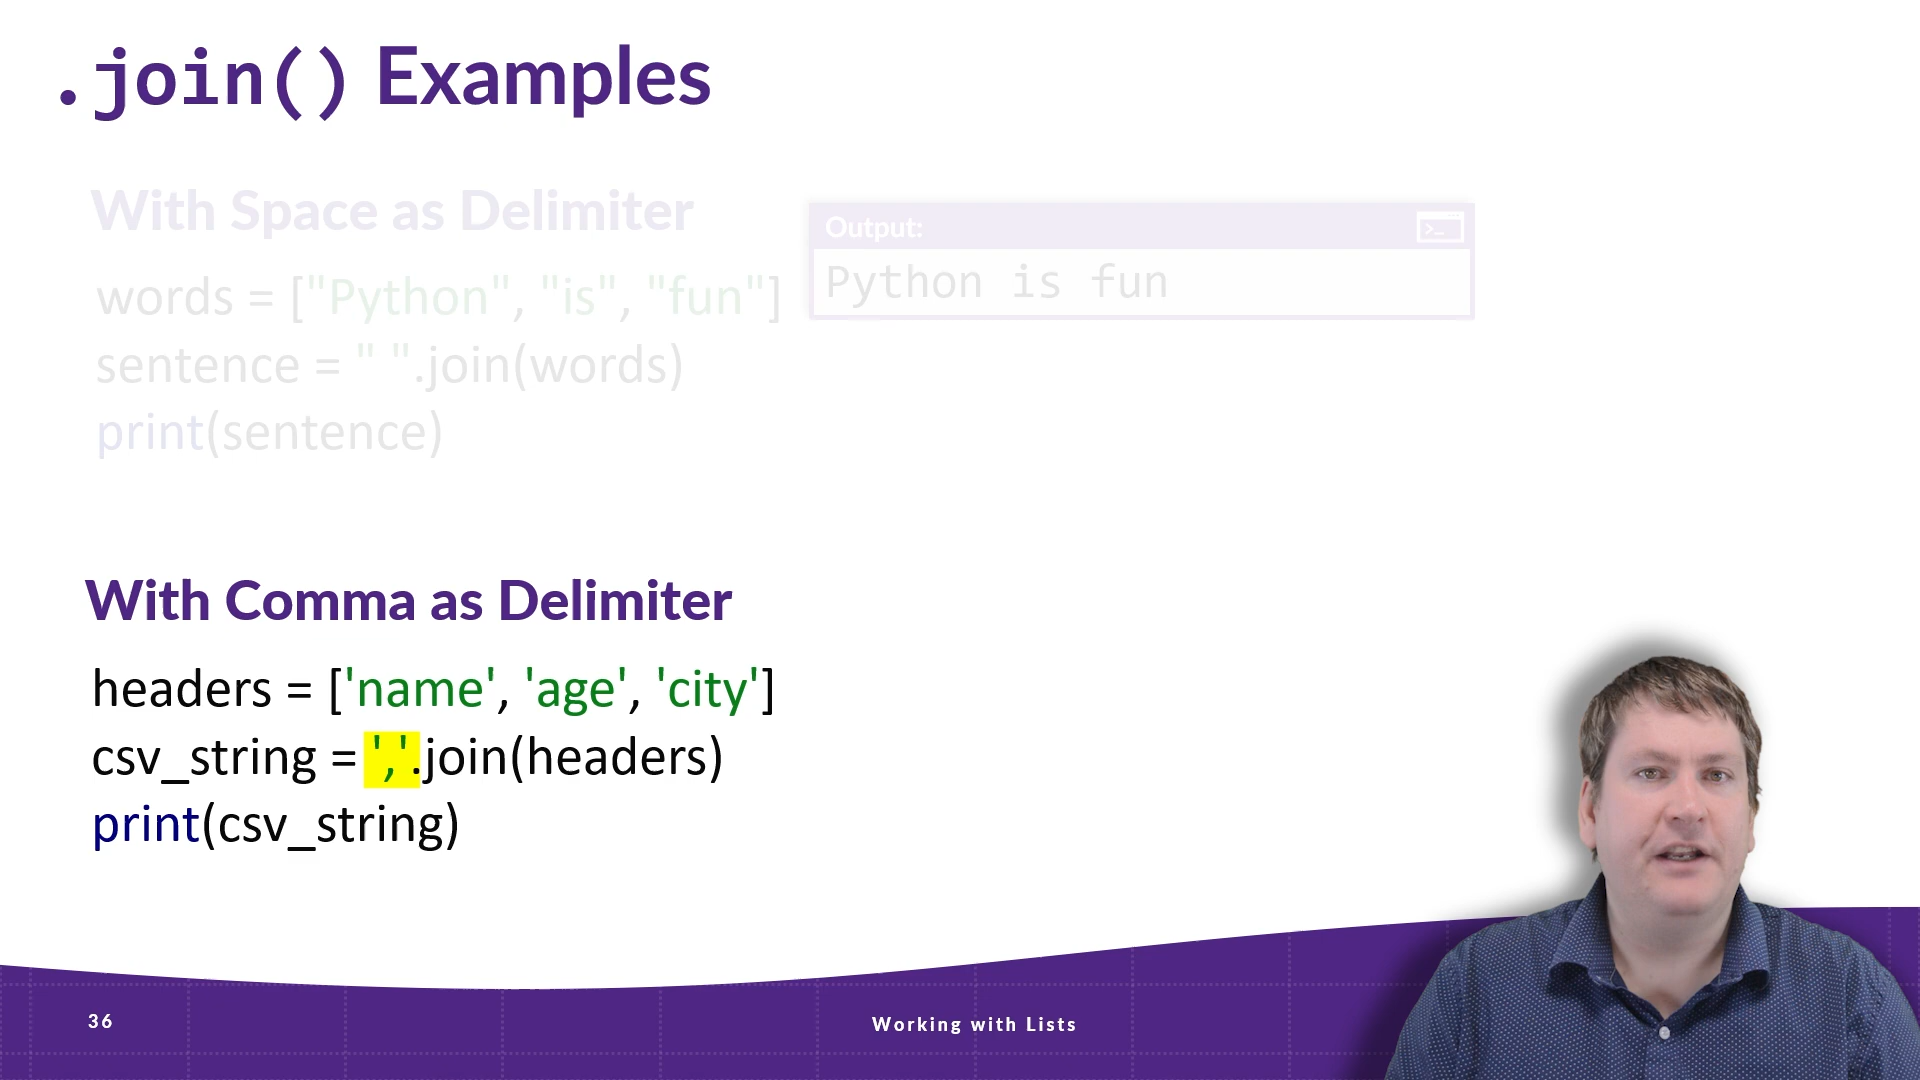 .join() Examples
With Space as Delimiter
words = ["Python", "is", "fun"]
sentence = " ".join(words)
print(sentence)
Output:
>_
Python is fun
With Comma as Delimiter
headers = ['name', 'age', 'city']
csv_string = ','.join(headers)
print(csv_string)
36
Working with Lists